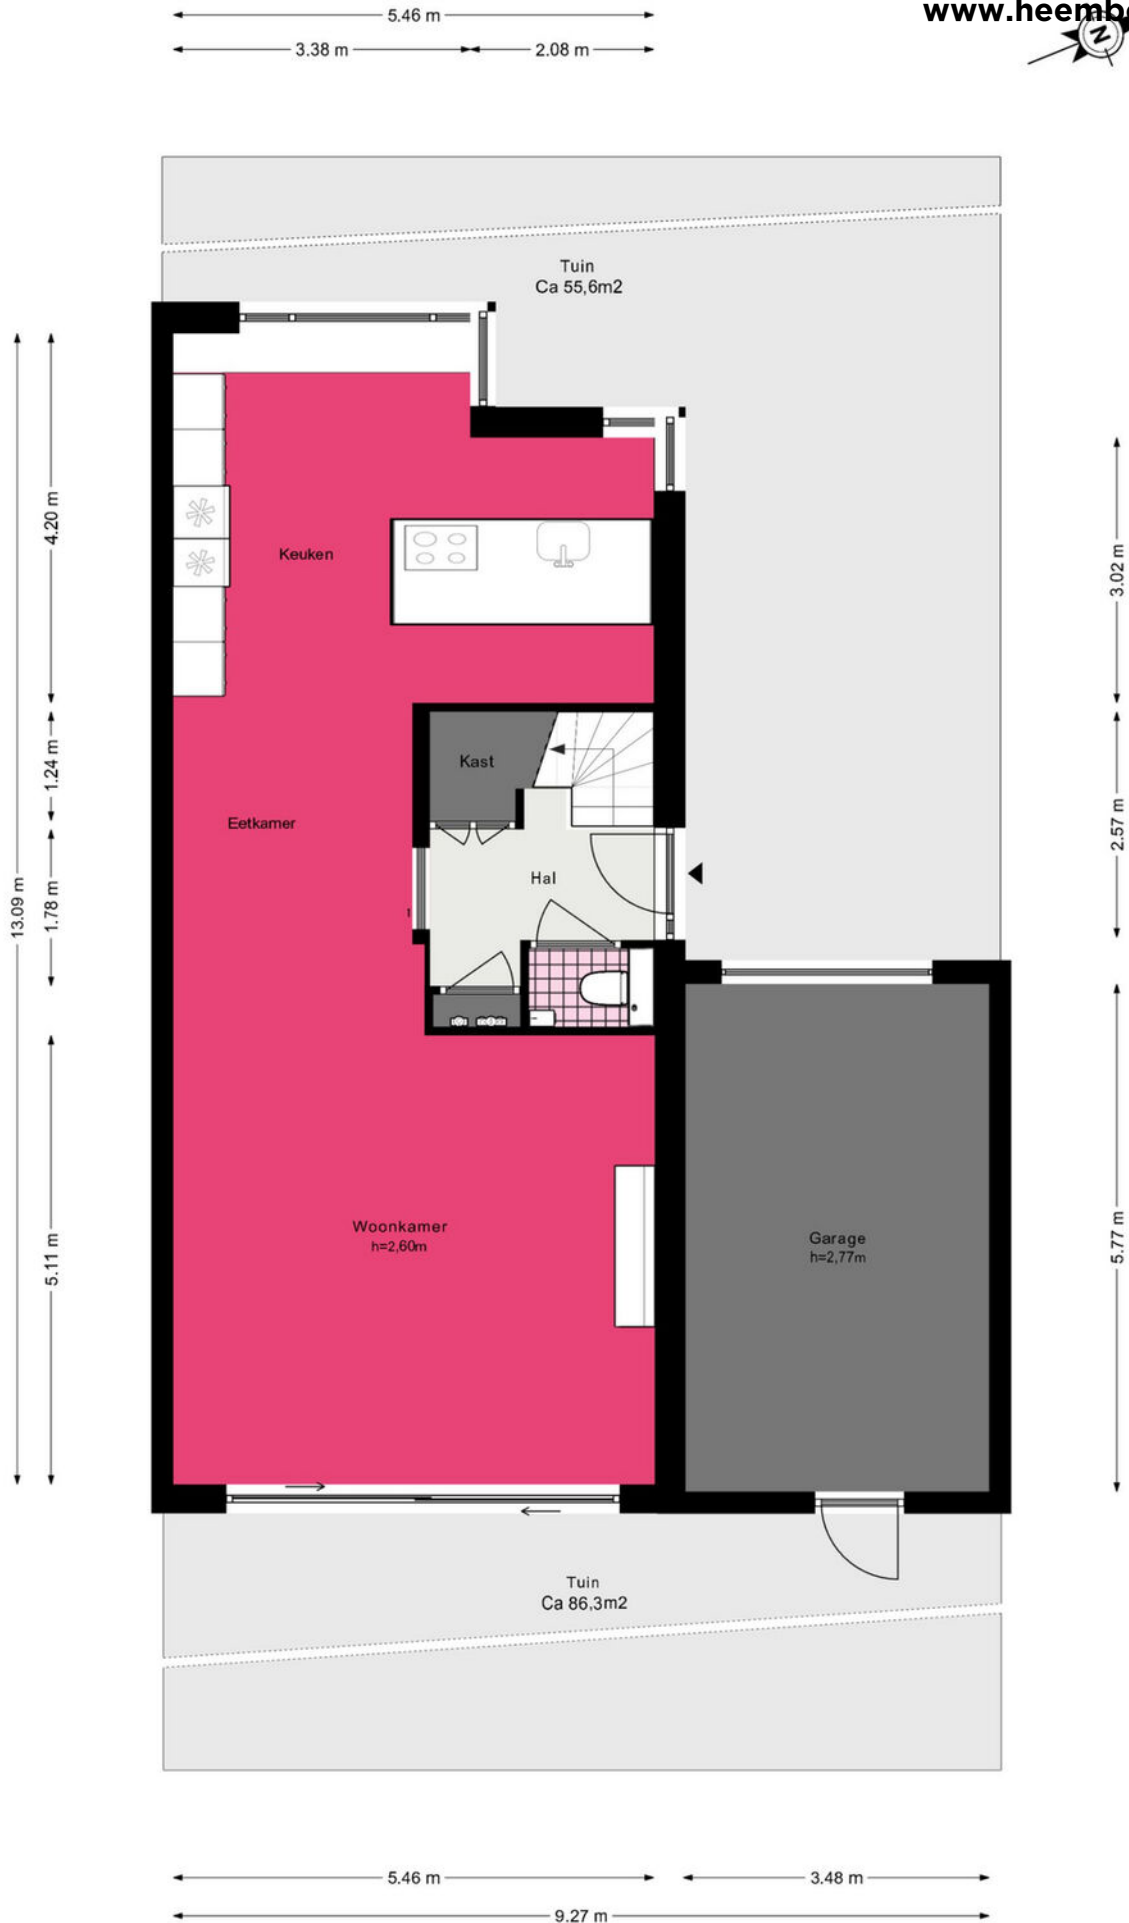 www.heembo
5.46 m
3.38 m
2.08 m
N
Tuin
Ca 55,6m2
4.20 m
Keuken
3.02 m
1.24 m
Kast
2.57 m
Eetkamer
Hal
13.09 m
1.78 m
5.11 m
Woonkamer
h=2,60m
Garage
h=2,77m
5.77 m
Tuin
Ca 86,3m2
5.46 m
3.48 m
9.27 m